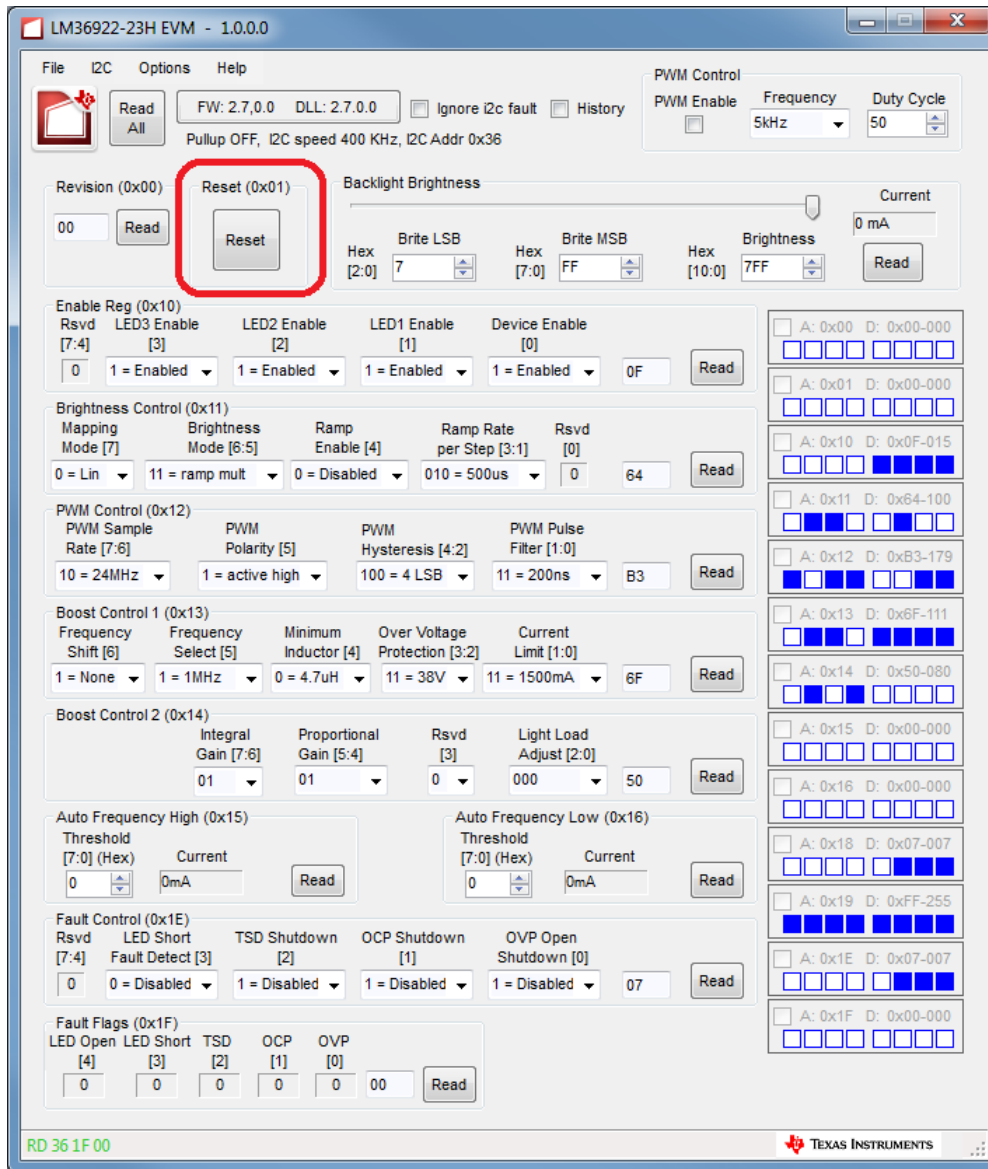 LM36922-23H EVM - 1.0.0.0
File I2C Options Help
Read All
FW: 2.7,0.0 DLL: 2.7.0.0
Ignore i2c fault
History
Pullup OFF, I2C speed 400 KHz, I2C Addr 0x36
PWM Control
PWM Enable Frequency Duty Cycle
5kHz 50
Revision (0x00)
00 Read
Reset (0x01)
Reset
Backlight Brightness
Current
0 mA
Brite LSB Brite MSB Brightness
Hex Hex Hex
[2:0] 7 [7:0] FF [10:0] 7FF Read
Enable Reg (0x10)
Rsvd LED3 Enable LED2 Enable LED1 Enable Device Enable
[7:4] [3] [2] [1] [0]
0 1 = Enabled 1 = Enabled 1 = Enabled 1 = Enabled 0F Read
Brightness Control (0x11)
Mapping Brightness Ramp Ramp Rate Rsvd
Mode [7] Mode [6:5] Enable [4] per Step [3:1] [0]
0 = Lin 11 = ramp mult 0 = Disabled 010 = 500us 0 64 Read
PWM Control (0x12)
PWM Sample PWM PWM PWM Pulse
Rate [7:6] Polarity [5] Hysteresis [4:2] Filter [1:0]
10 = 24MHz 1 = active high 100 = 4 LSB 11 = 200ns B3 Read
Boost Control 1 (0x13)
Frequency Frequency Minimum Over Voltage Current
Shift [6] Select [5] Inductor [4] Protection [3:2] Limit [1:0]
1 = None 1 = 1MHz 0 = 4.7uH 11 = 38V 11 = 1500mA 6F Read
Boost Control 2 (0x14)
Integral Proportional Rsvd Light Load
Gain [7:6] Gain [5:4] [3] Adjust [2:0]
01 01 0 000 50 Read
Auto Frequency High (0x15)
Threshold
[7:0] (Hex) Current
0 0mA Read
Auto Frequency Low (0x16)
Threshold
[7:0] (Hex) Current
0 0mA Read
Fault Control (0x1E)
Rsvd LED Short TSD Shutdown OCP Shutdown OVP Open
[7:4] Fault Detect [3] [2] [1] Shutdown [0]
0 0 = Disabled 1 = Disabled 1 = Disabled 1 = Disabled 07 Read
Fault Flags (0x1F)
LED Open LED Short TSD OCP OVP
[4] [3] [2] [1] [0]
0 0 0 0 0 00 Read
A: 0x00 D: 0x00-000
A: 0x01 D: 0x00-000
A: 0x10 D: 0x0F-015
A: 0x11 D: 0x64-100
A: 0x12 D: 0xB3-179
A: 0x13 D: 0x6F-111
A: 0x14 D: 0x50-080
A: 0x15 D: 0x00-000
A: 0x16 D: 0x00-000
A: 0x18 D: 0x07-007
A: 0x19 D: 0xFF-255
A: 0x1E D: 0x07-007
A: 0x1F D: 0x00-000
RD 36 1F 00
TEXAS INSTRUMENTS